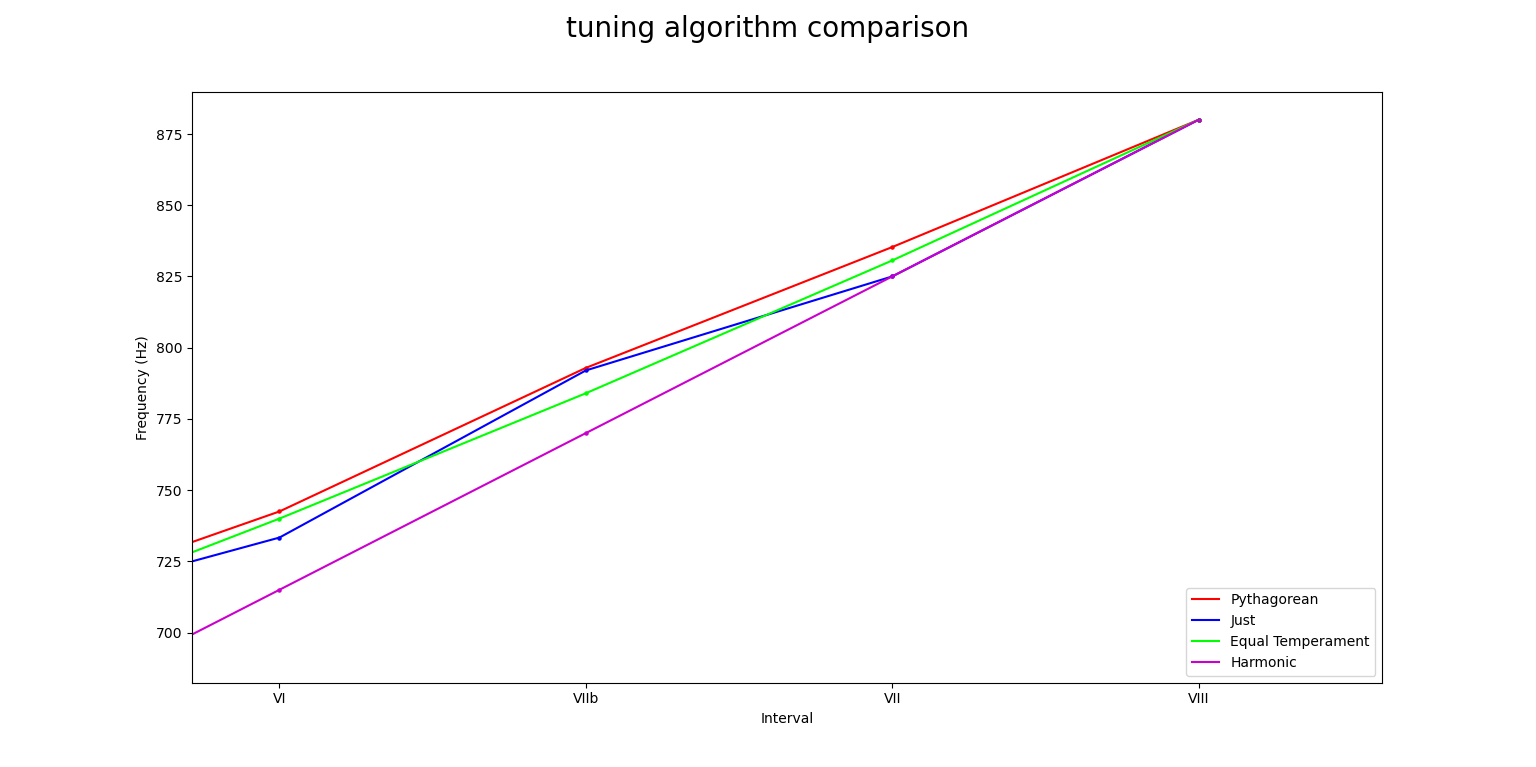 tuning algorithm comparison
875
850
825
800
775
750
725
700
Frequency (Hz)
VI
VIIb
VII
VIII
Interval
Pythagorean
Just
Equal Temperament
Harmonic